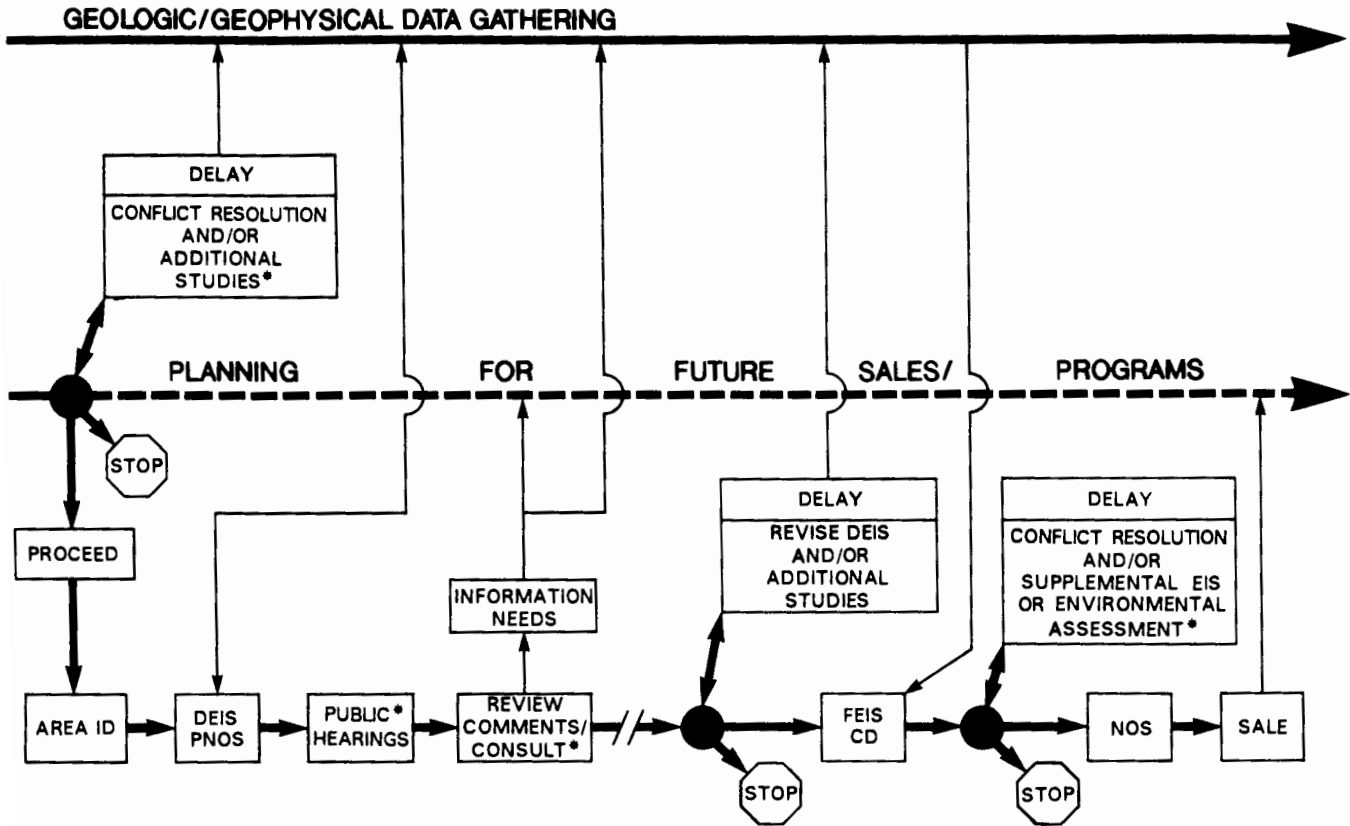 GEOLOGIC/GEOPHYSICAL DATA GATHERING
DELAY
CONFLICT RESOLUTION
AND/OR
ADDITIONAL
STUDIES*
PLANNING FOR FUTURE SALES/ PROGRAMS
STOP
PROCEED
INFORMATION
NEEDS
DELAY
REVISE DEIS
AND/OR
ADDITIONAL
STUDIES
DELAY
CONFLICT RESOLUTION
AND/OR
SUPPLEMENTAL EIS
OR ENVIRONMENTAL
ASSESSMENT*
AREA ID
DEIS
PNOS
PUBLIC*
HEARINGS
REVIEW
COMMENTS/
CONSULT*
FEIS
CD
NOS
SALE
STOP
STOP